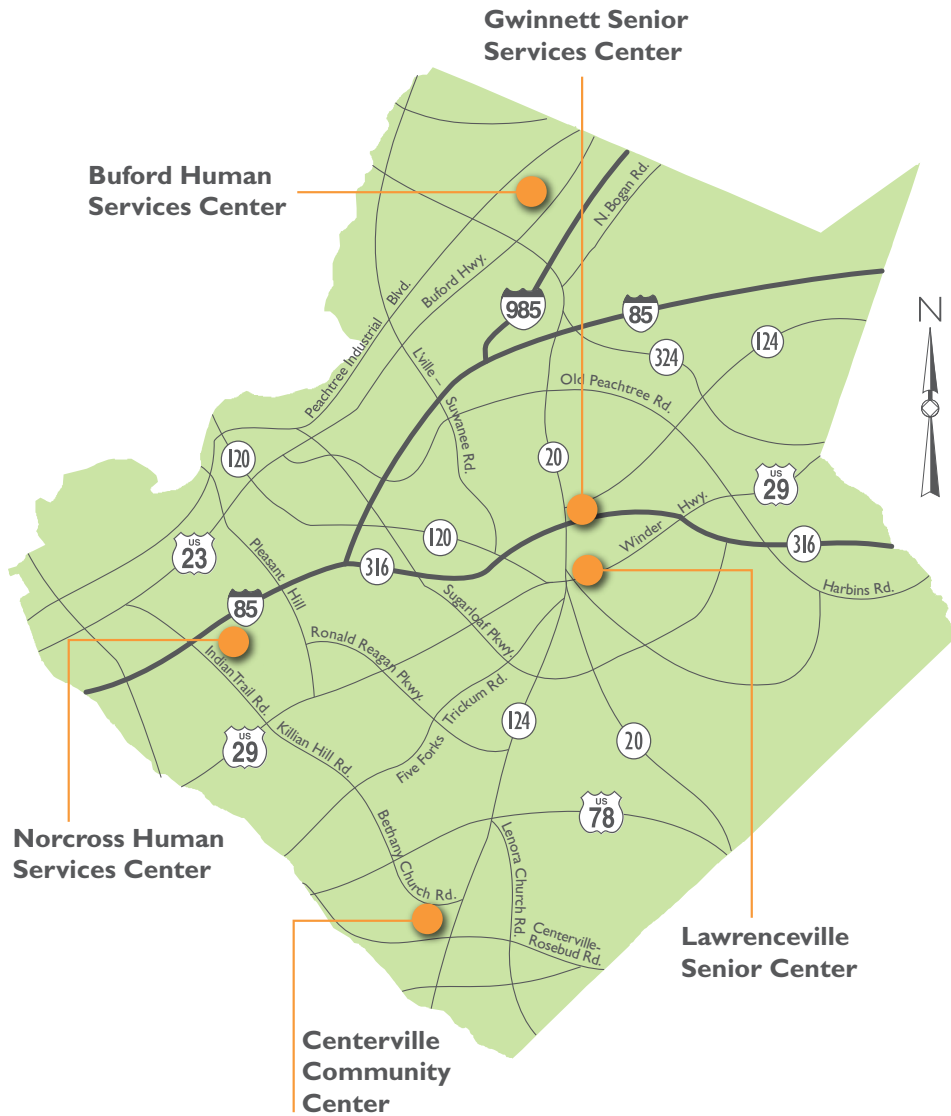 Gwinnett Senior
Services Center
Buford Human
Services Center
N. Bogan Rd.
Peachtree Industrial Blvd.
Buford Hwy.
985
85
324
124
N
L'ville –
Suwanee Rd.
Old Peachtree Rd.
120
20
US
29
Winder Hwy.
US
23
Pleasant Hill
120
316
316
Harbins Rd.
85
Sugarloaf Pkwy.
Ronald Reagan Pkwy.
Indian Trail Rd.
Five Forks Trickum Rd.
124
20
US
29
Killian Hill Rd.
US
78
Bethany Church Rd.
Lenora Church Rd.
Centerville-
Rosebud Rd.
Norcross Human
Services Center
Lawrenceville
Senior Center
Centerville
Community
Center